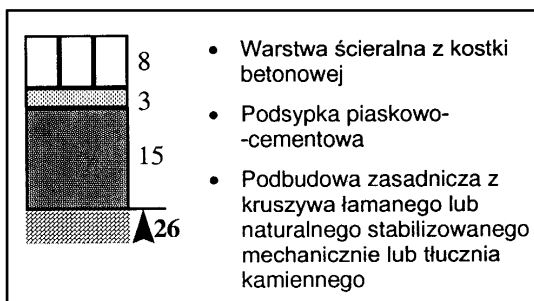 8
3
15
26
• Warstwa ścieralna z kostki
betonowej
• Podsypka piaskowo-
-cementowa
• Podbudowa zasadnicza z
kruszywa łamanego lub
naturalnego stabilizowanego
mechanicznie lub tłucznia
kamiennego